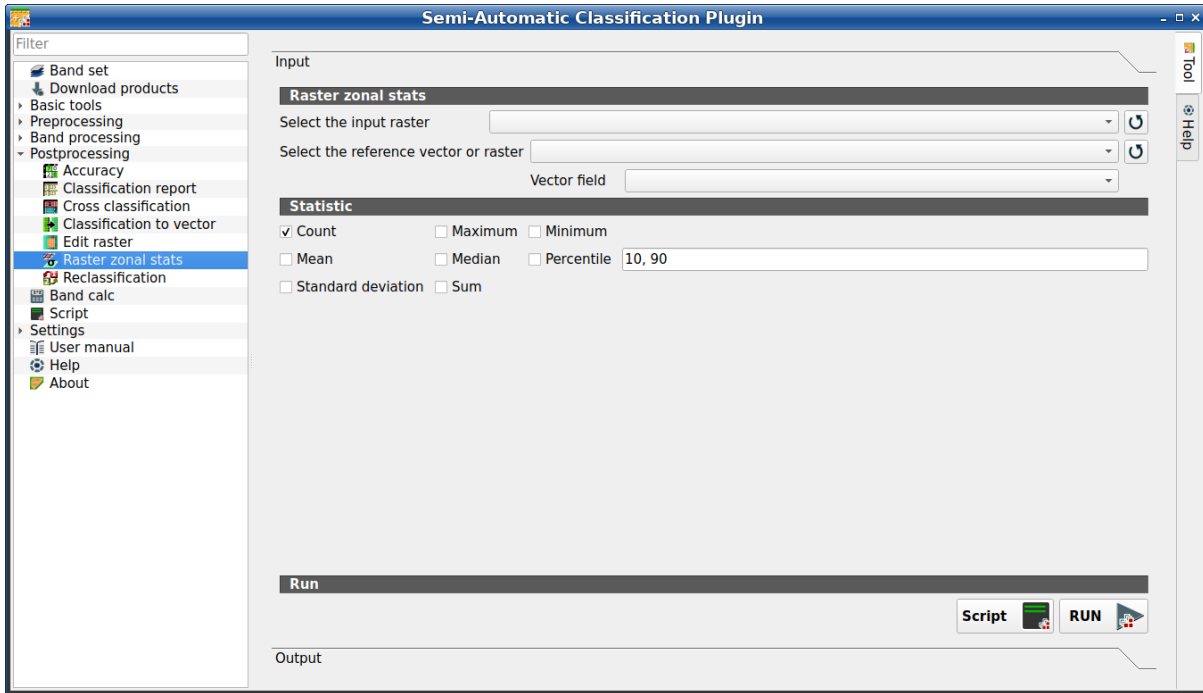 Semi-Automatic Classification Plugin
Filter
Band set
Download products
Basic tools
Preprocessing
Band processing
Postprocessing
Accuracy
Classification report
Cross classification
Classification to vector
Edit raster
Raster zonal stats
Reclassification
Band calc
Script
Settings
User manual
Help
About
Input
Raster zonal stats
Select the input raster
Select the reference vector or raster
Vector field
Statistic
Count Maximum Minimum
Mean Median Percentile 10, 90
Standard deviation Sum
Run
Script RUN
Output
Tool
Help